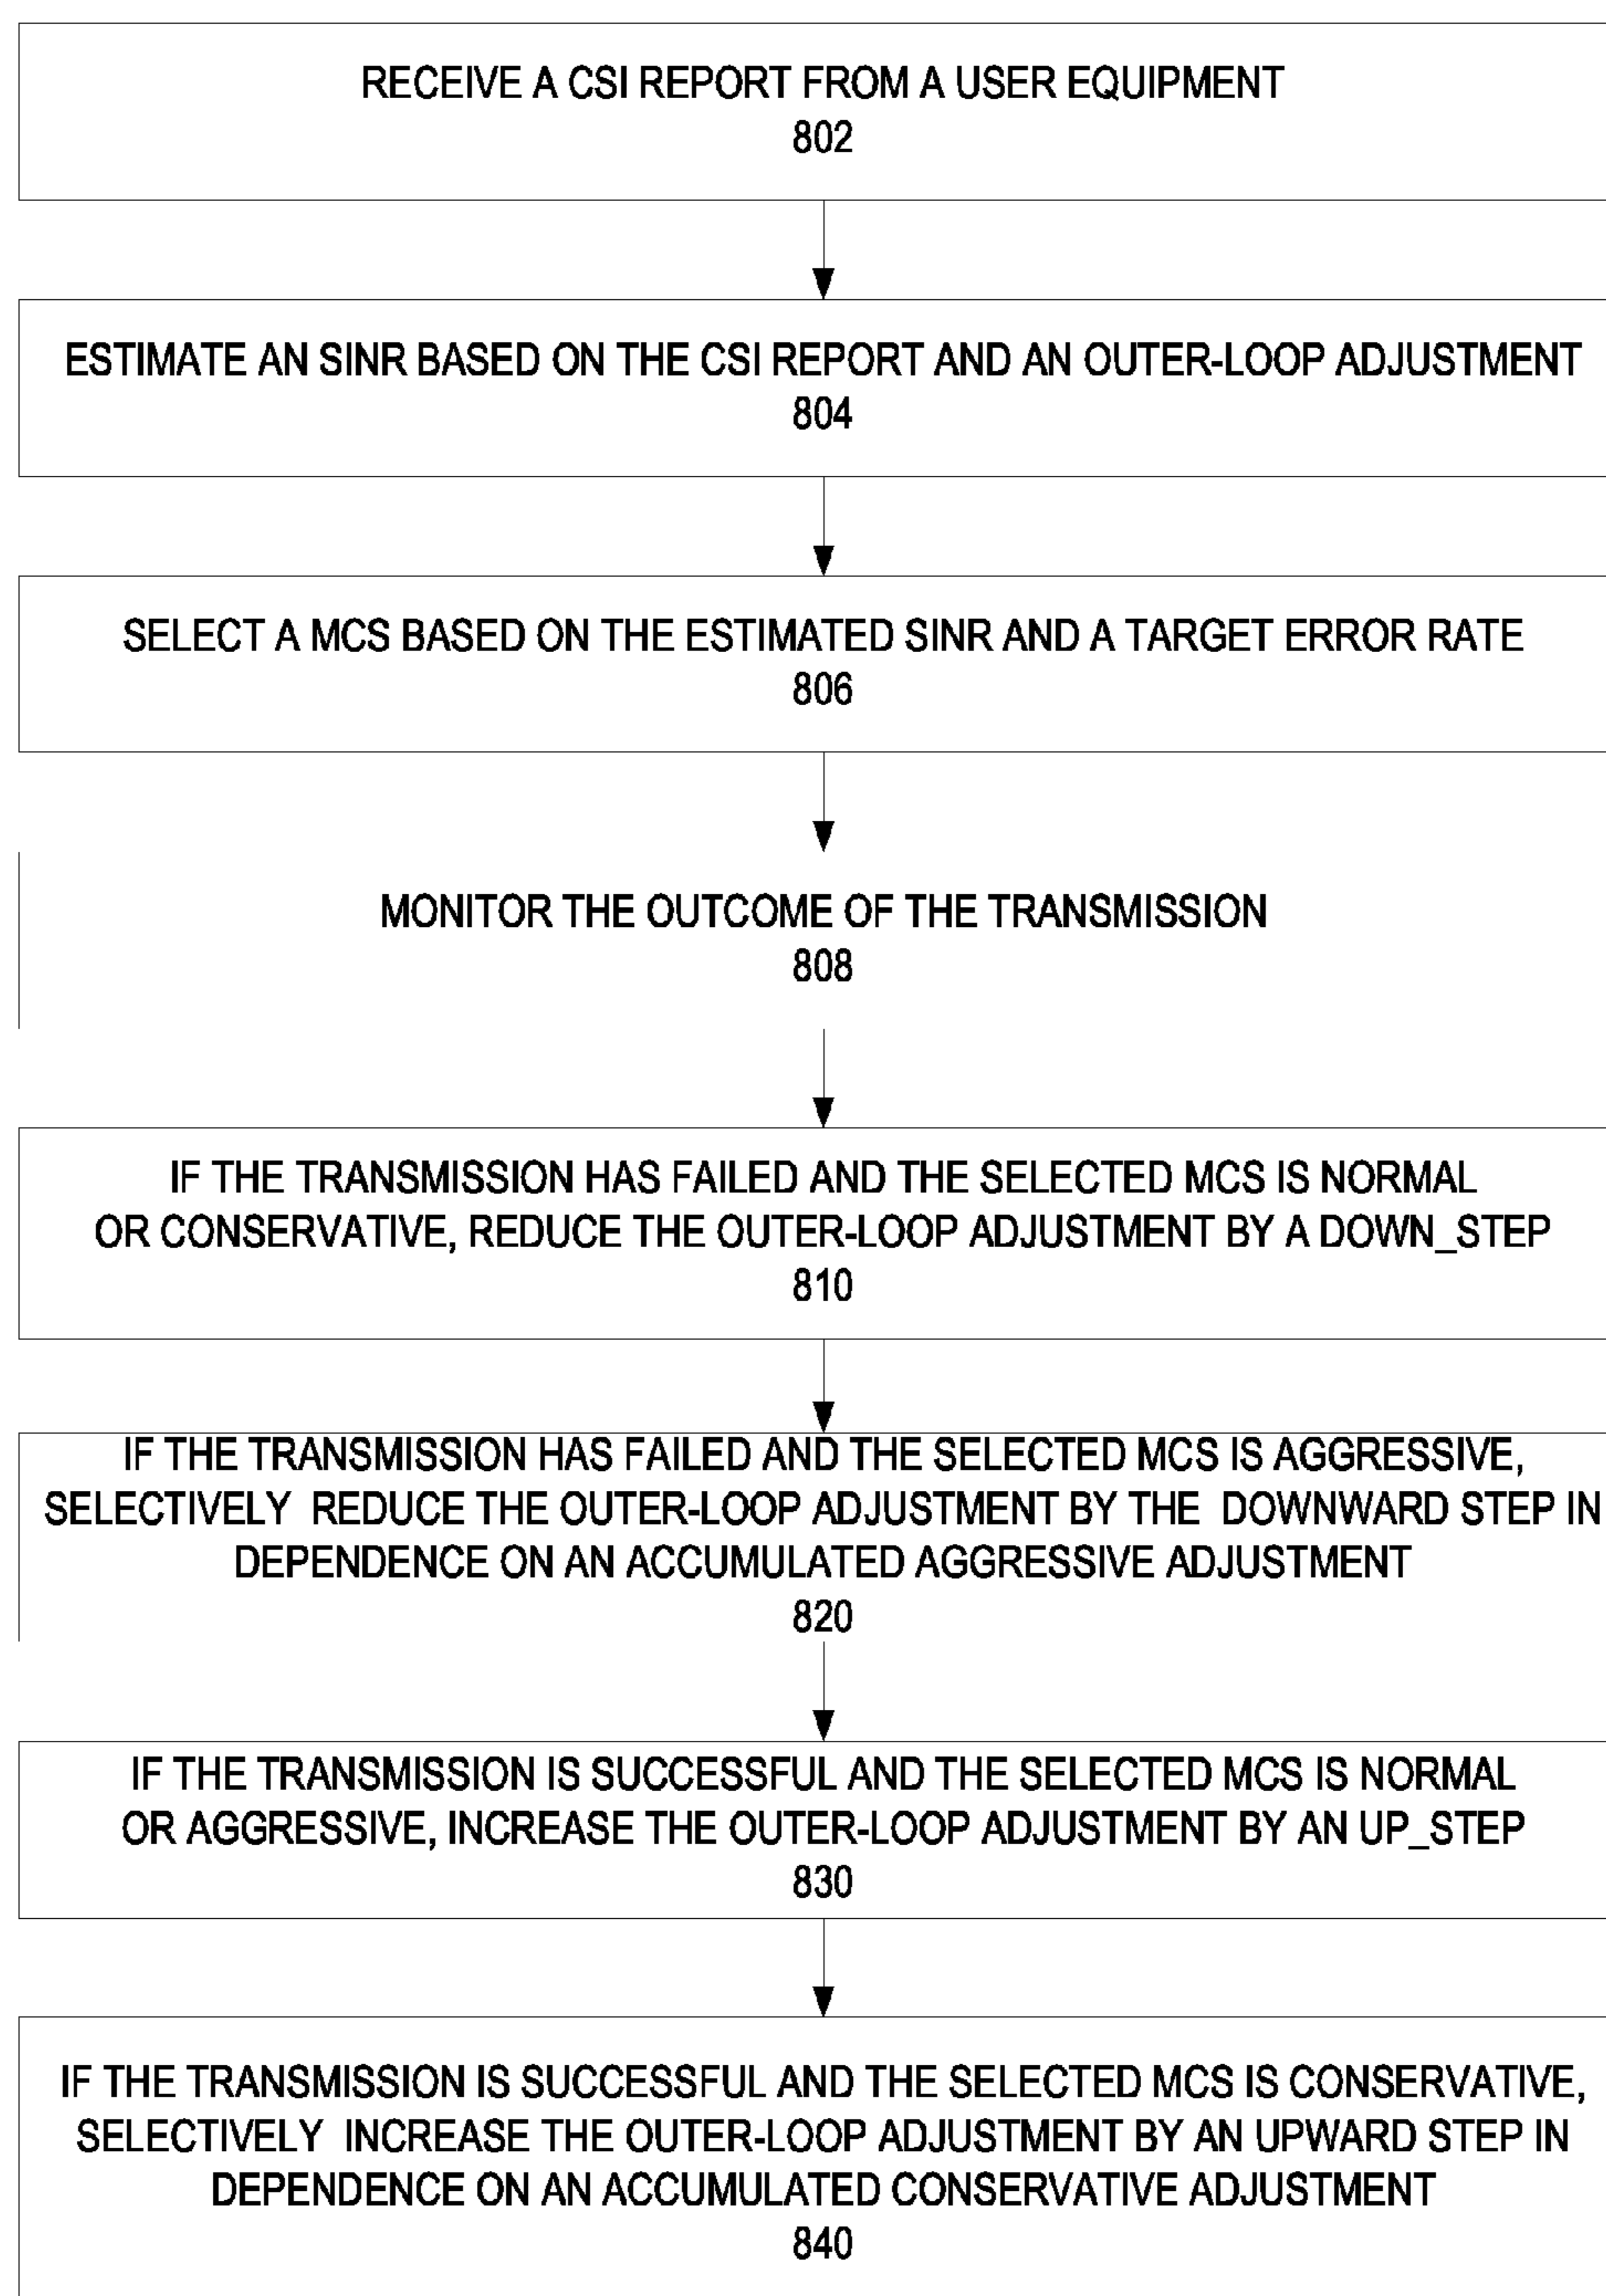 RECEIVE A CSI REPORT FROM A USER EQUIPMENT
802
ESTIMATE AN SINR BASED ON THE CSI REPORT AND AN OUTER-LOOP ADJUSTMENT
804
SELECT A MCS BASED ON THE ESTIMATED SINR AND A TARGET ERROR RATE
806
MONITOR THE OUTCOME OF THE TRANSMISSION
808
IF THE TRANSMISSION HAS FAILED AND THE SELECTED MCS IS NORMAL
OR CONSERVATIVE, REDUCE THE OUTER-LOOP ADJUSTMENT BY A DOWN_STEP
810
IF THE TRANSMISSION HAS FAILED AND THE SELECTED MCS IS AGGRESSIVE,
SELECTIVELY REDUCE THE OUTER-LOOP ADJUSTMENT BY THE DOWNWARD STEP IN
DEPENDENCE ON AN ACCUMULATED AGGRESSIVE ADJUSTMENT
820
IF THE TRANSMISSION IS SUCCESSFUL AND THE SELECTED MCS IS NORMAL
OR AGGRESSIVE, INCREASE THE OUTER-LOOP ADJUSTMENT BY AN UP_STEP
830
IF THE TRANSMISSION IS SUCCESSFUL AND THE SELECTED MCS IS CONSERVATIVE,
SELECTIVELY INCREASE THE OUTER-LOOP ADJUSTMENT BY AN UPWARD STEP IN
DEPENDENCE ON AN ACCUMULATED CONSERVATIVE ADJUSTMENT
840